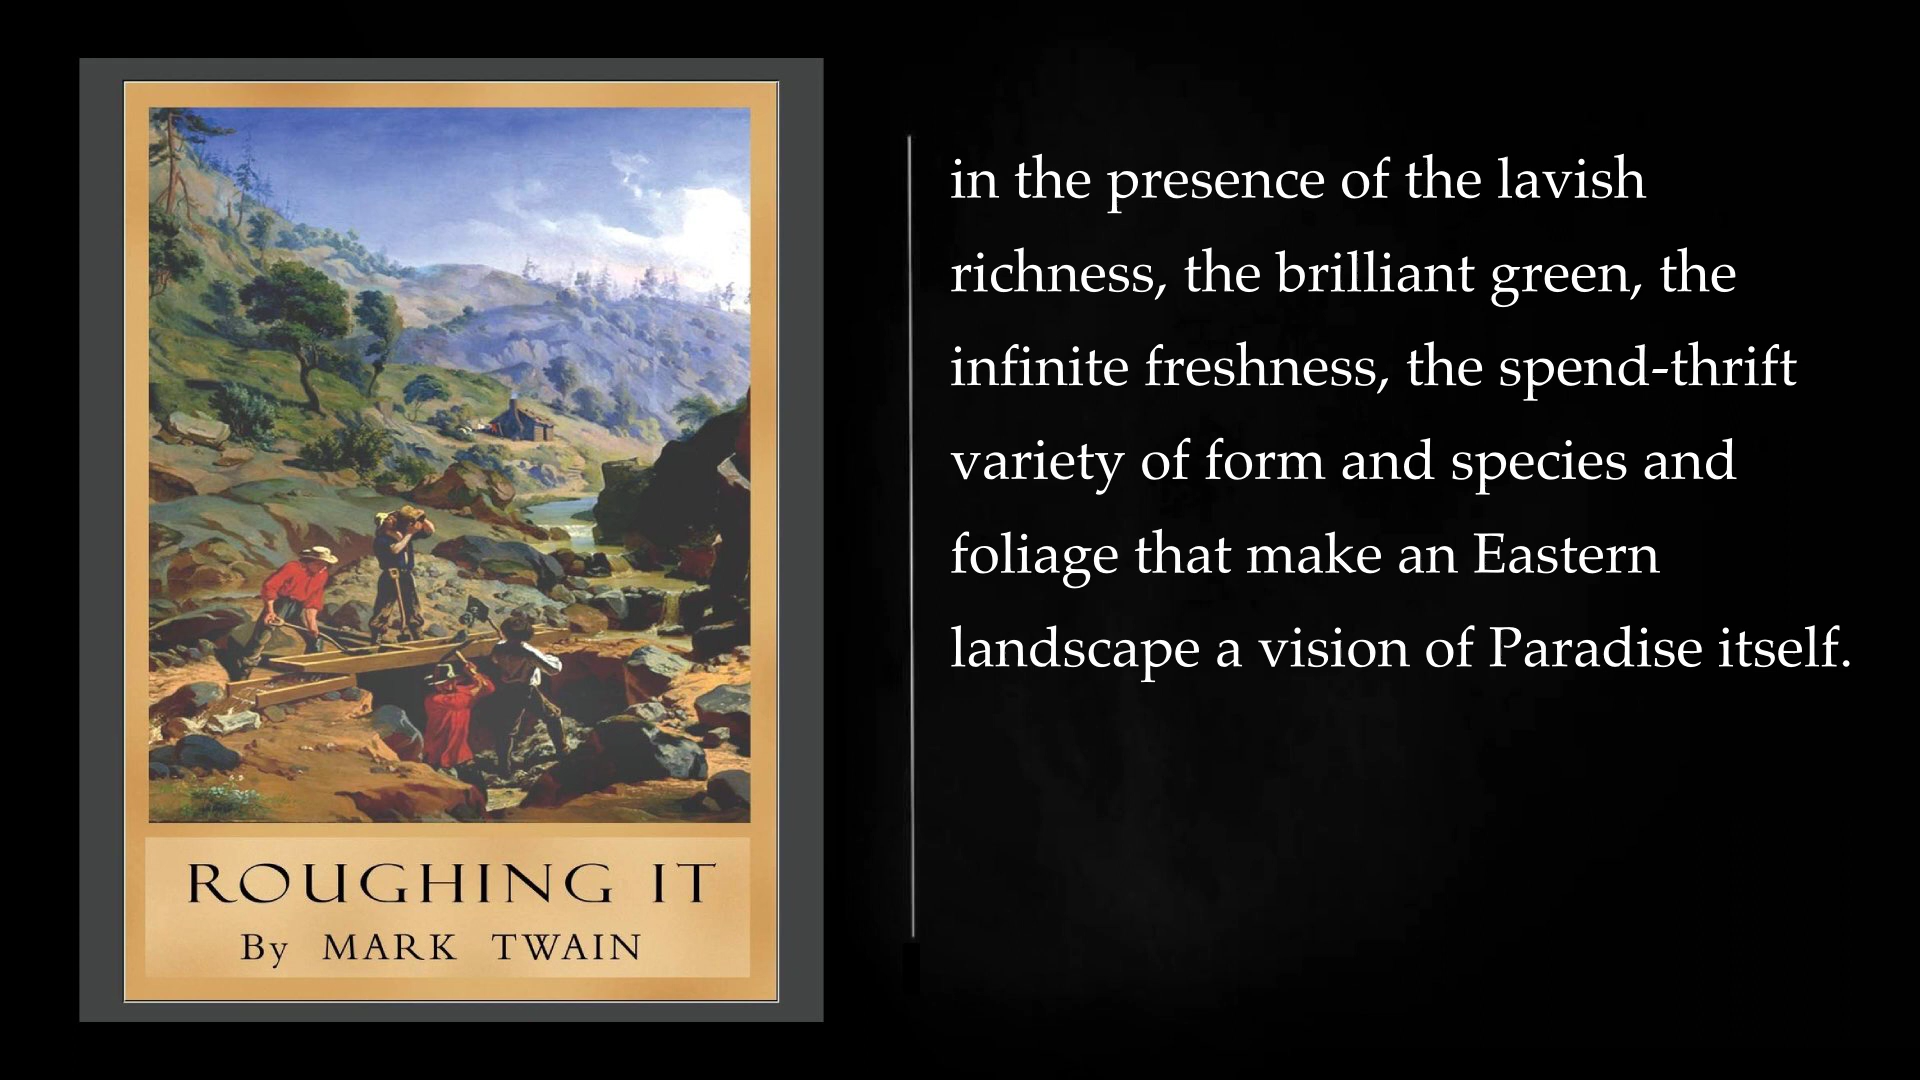 ROUGHING IT
By MARK TWAIN
in the presence of the lavish
richness, the brilliant green, the
infinite freshness, the spend-thrift
variety of form and species and
foliage that make an Eastern
landscape a vision of Paradise itself.